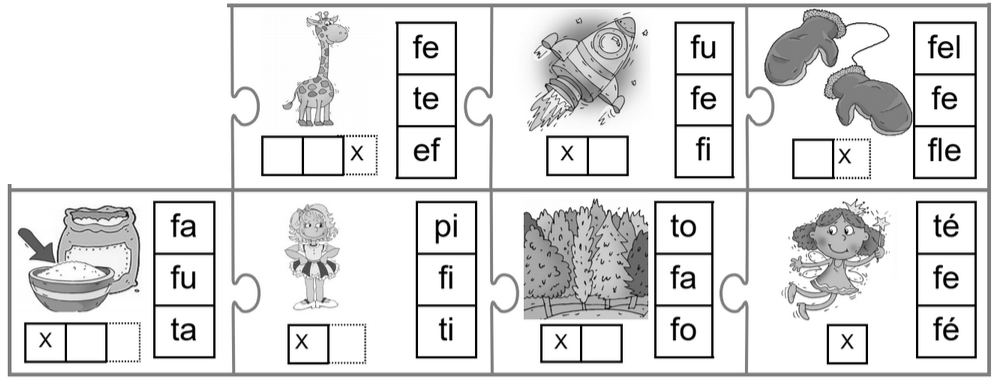 fe
te
x ef
fu
fe
x fi
fel
fe
x fle
fa
fu
x ta
pi
fi
x ti
to
fa
x fo
té
fe
x fé